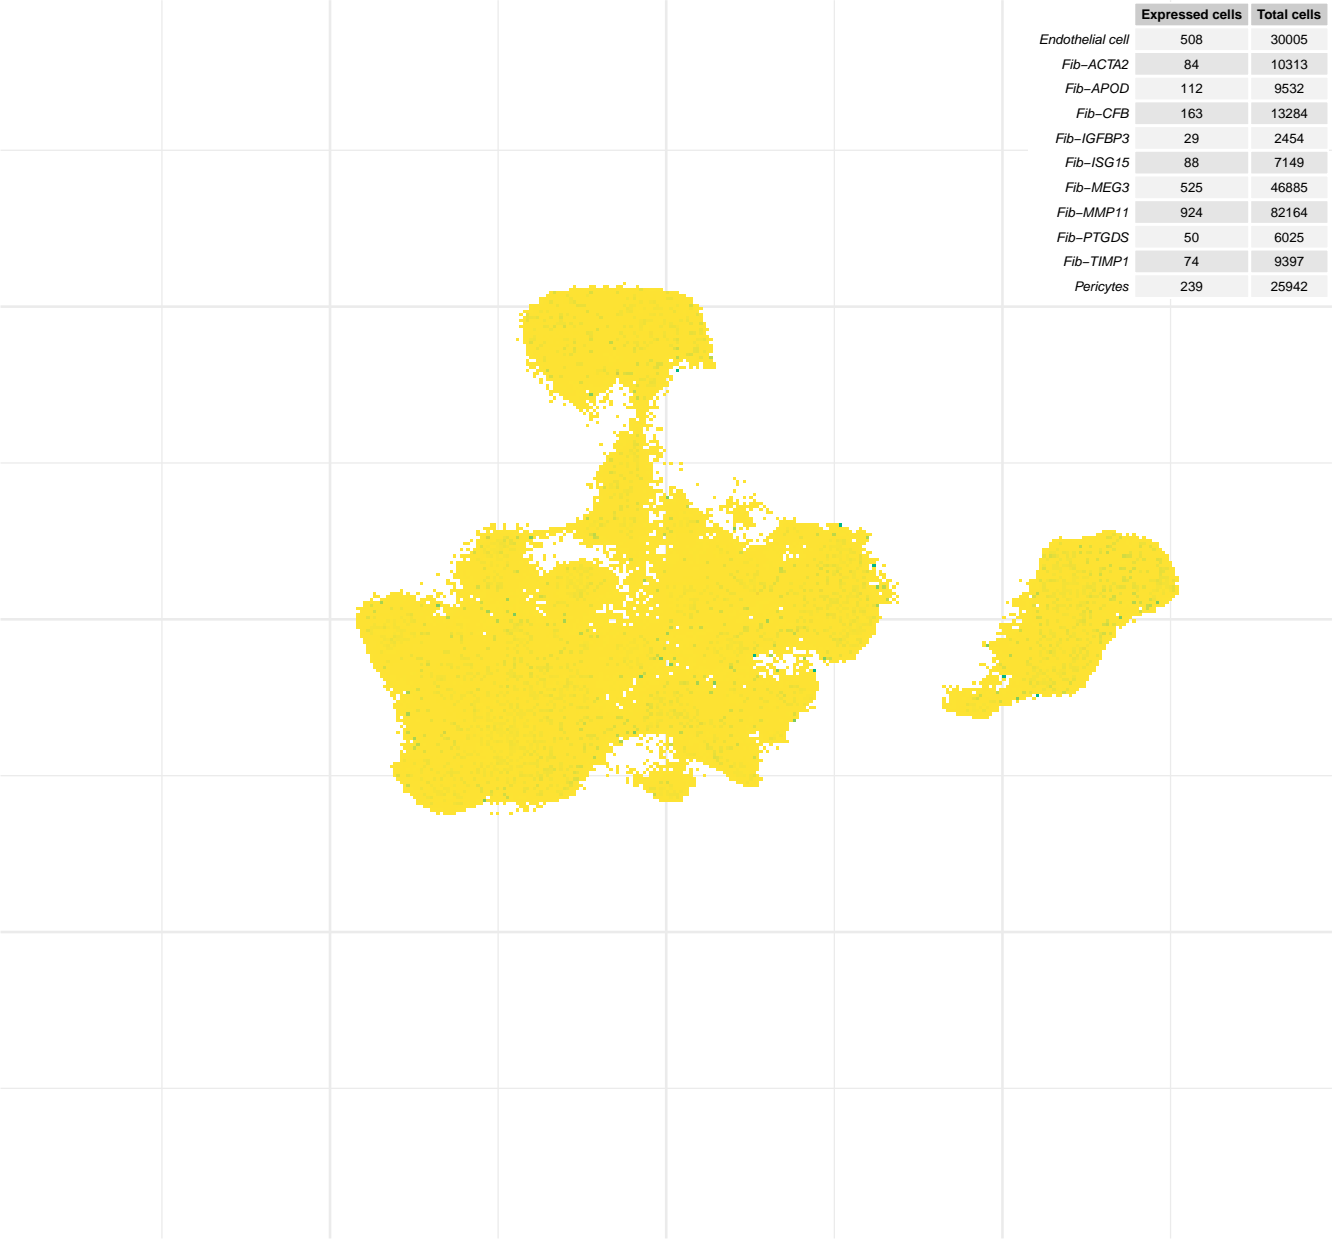 Expressed cells Total cells
Endothelial cell 508 30005
Fib−ACTA2 84 10313
Fib−APOD 112 9532
Fib−CFB 163 13284
Fib−IGFBP3 29 2454
Fib−ISG15 88 7149
Fib−MEG3 525 46885
Fib−MMP11 924 82164
Fib−PTGDS 50 6025
Fib−TIMP1 74 9397
Pericytes 239 25942